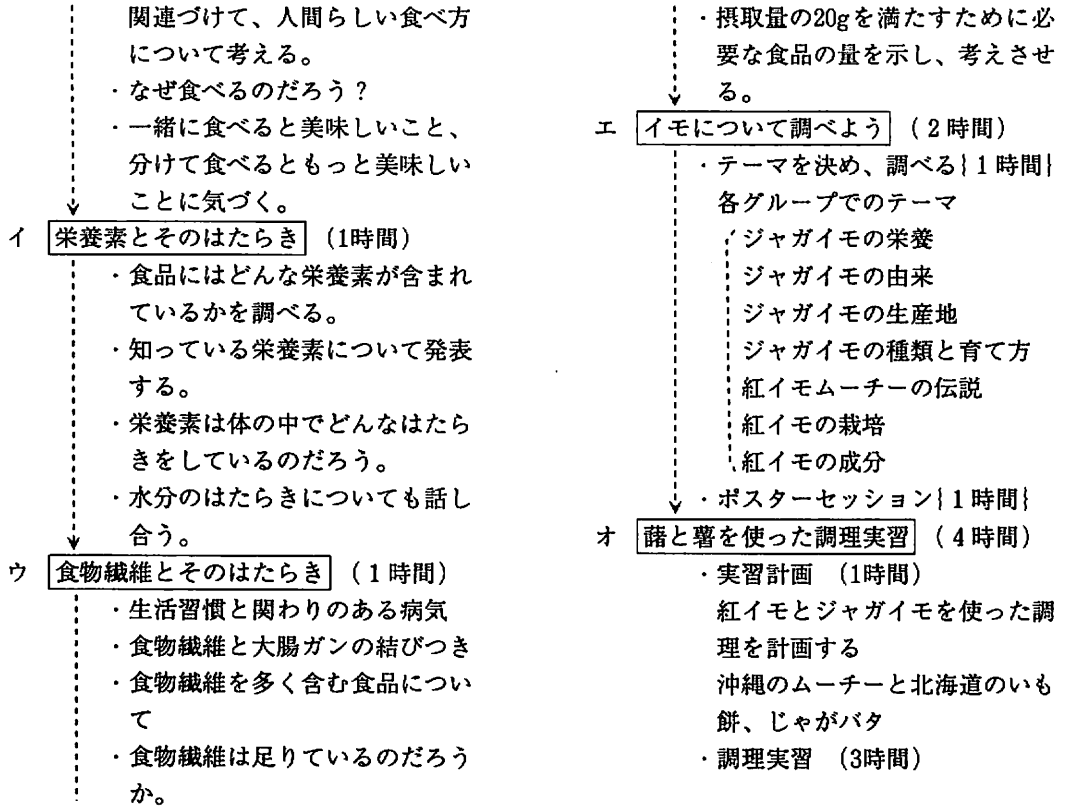 関連づけて、人間らしい食べ方
について考える。
・なぜ食べるのだろう?
・一緒に食べると美味しいこと、
分けて食べるともっと美味しい
ことに気づく。
イ 栄養素とそのはたらき (1時間)
・食品にはどんな栄養素が含まれ
ているかを調べる。
・知っている栄養素について発表
する。
・栄養素は体の中でどんなはたら
きをしているのだろう。
・水分のはたらきについても話し
合う。
ウ 食物繊維とそのはたらき (1時間)
・生活習慣と関わりのある病気
・食物繊維と大腸ガンの結びつき
・食物繊維を多く含む食品につい
て
・食物繊維は足りているのだろう
か。
・摂取量の20gを満たすために必
要な食品の量を示し、考えさせ
る。
エ イモについて調べよう (2時間)
・テーマを決め、調べる{1時間}
各グループでのテーマ
ジャガイモの栄養
ジャガイモの由来
ジャガイモの生産地
ジャガイモの種類と育て方
紅イモムーチーの伝説
紅イモの栽培
紅イモの成分
・ポスターセッション{1時間}
オ 藷と薯を使った調理実習 (4時間)
・実習計画 (1時間)
紅イモとジャガイモを使った調
理を計画する
沖縄のムーチーと北海道のいも
餅、じゃがバタ
・調理実習 (3時間)